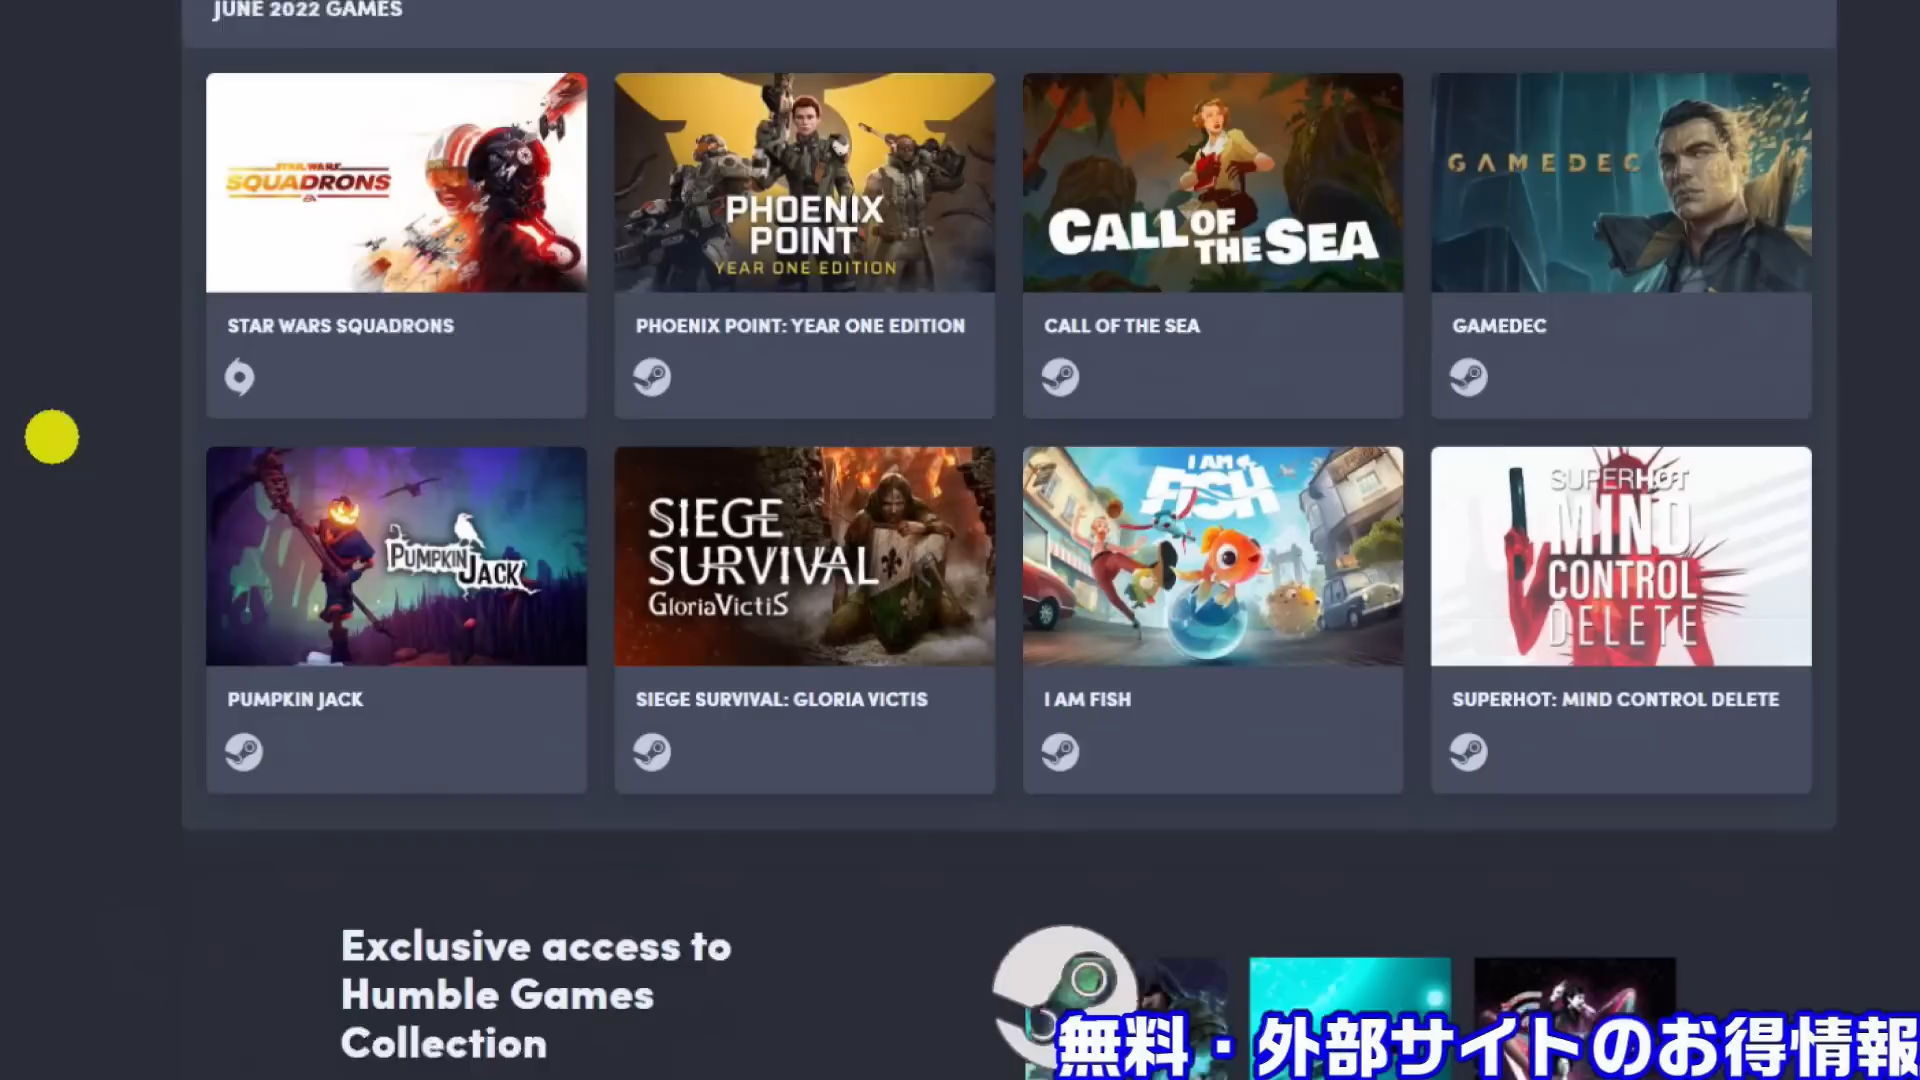 JUNE 2022 GAMES
STAR WARS
SQUADRONS
PHOENIX
POINT
YEAR ONE EDITION
CALL OF
THE SEA
GAMEDEC
STAR WARS SQUADRONS
PHOENIX POINT: YEAR ONE EDITION
CALL OF THE SEA
GAMEDEC
PUMPKIN JACK
SIEGE
SURVIVAL
GloriaVictiS
I AM
FISH
SUPERHOT
MIND
CONTROL
DELETE
PUMPKIN JACK
SIEGE SURVIVAL: GLORIA VICTIS
I AM FISH
SUPERHOT: MIND CONTROL DELETE
Exclusive access to
Humble Games
Collection
無料・外部サイトのお得情報